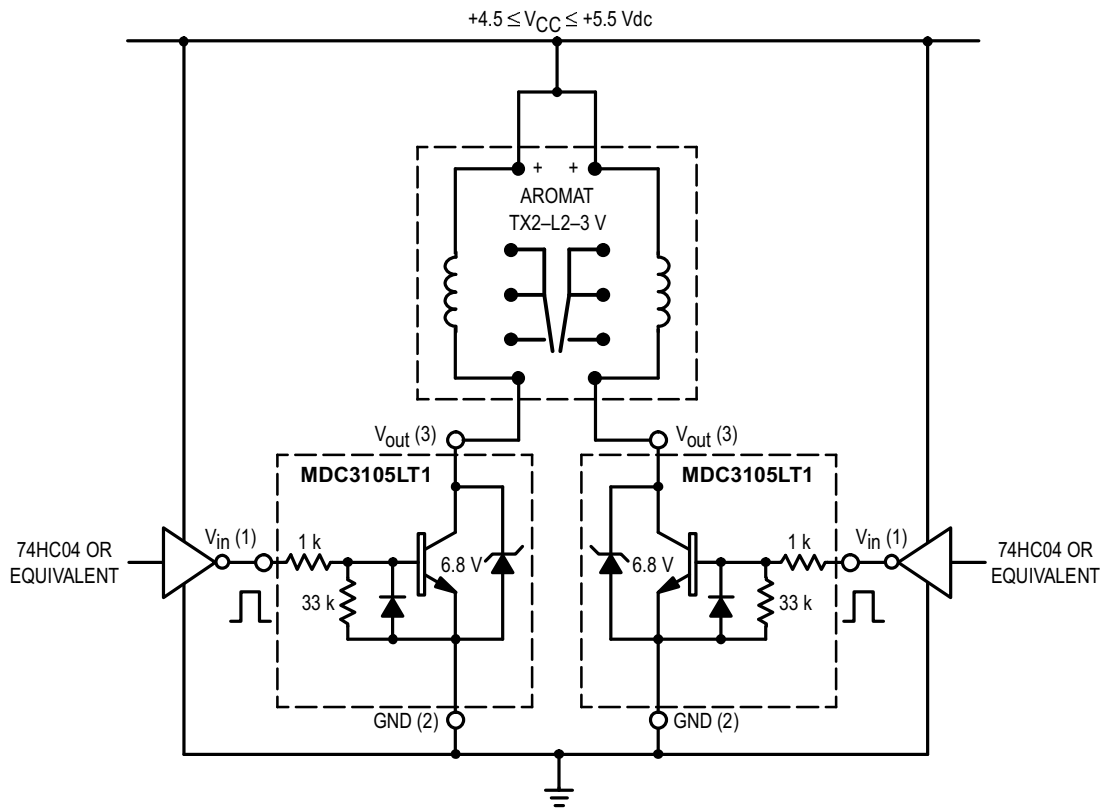 +4.5 ≤ VCC ≤ +5.5 Vdc
+ +
AROMAT
TX2–L2–3 V
Vout (3)
Vout (3)
MDC3105LT1
MDC3105LT1
74HC04 OR
EQUIVALENT
Vin (1)
1 k
33 k
6.8 V
6.8 V
1 k
33 k
Vin (1)
74HC04 OR
EQUIVALENT
GND (2)
GND (2)